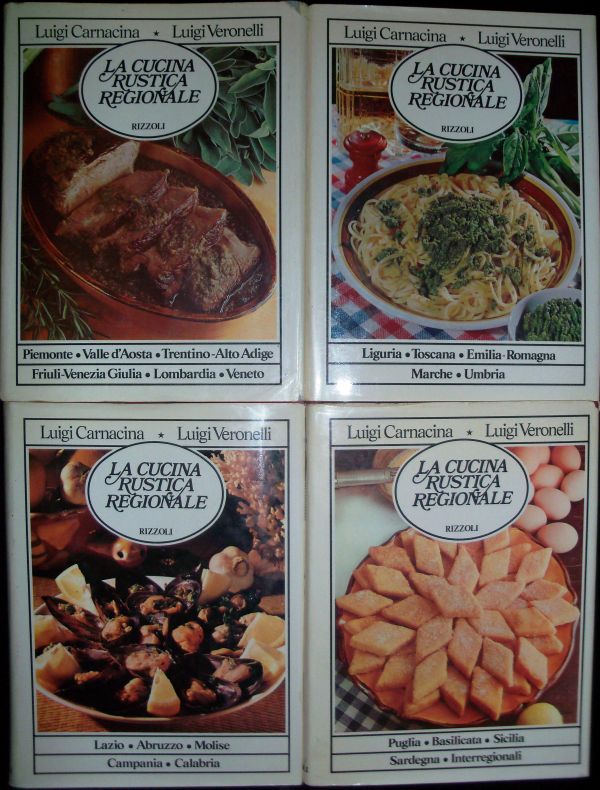 Luigi Carnacina ★ Luigi Veronelli
LA CUCINA
RUSTICA
REGIONALE
RIZZOLI
Piemonte • Valle d'Aosta • Trentino-Alto Adige
Friuli-Venezia Giulia • Lombardia • Veneto
Luigi Carnacina ★ Luigi Veronelli
LA CUCINA
RUSTICA
REGIONALE
RIZZOLI
Liguria • Toscana • Emilia-Romagna
Marche • Umbria
Luigi Carnacina ★ Luigi Veronelli
LA CUCINA
RUSTICA
REGIONALE
RIZZOLI
Lazio • Abruzzo • Molise
Campania • Calabria
Luigi Carnacina ★ Luigi Veronelli
LA CUCINA
RUSTICA
REGIONALE
RIZZOLI
Puglia • Basilicata • Sicilia
Sardegna • Interregionali